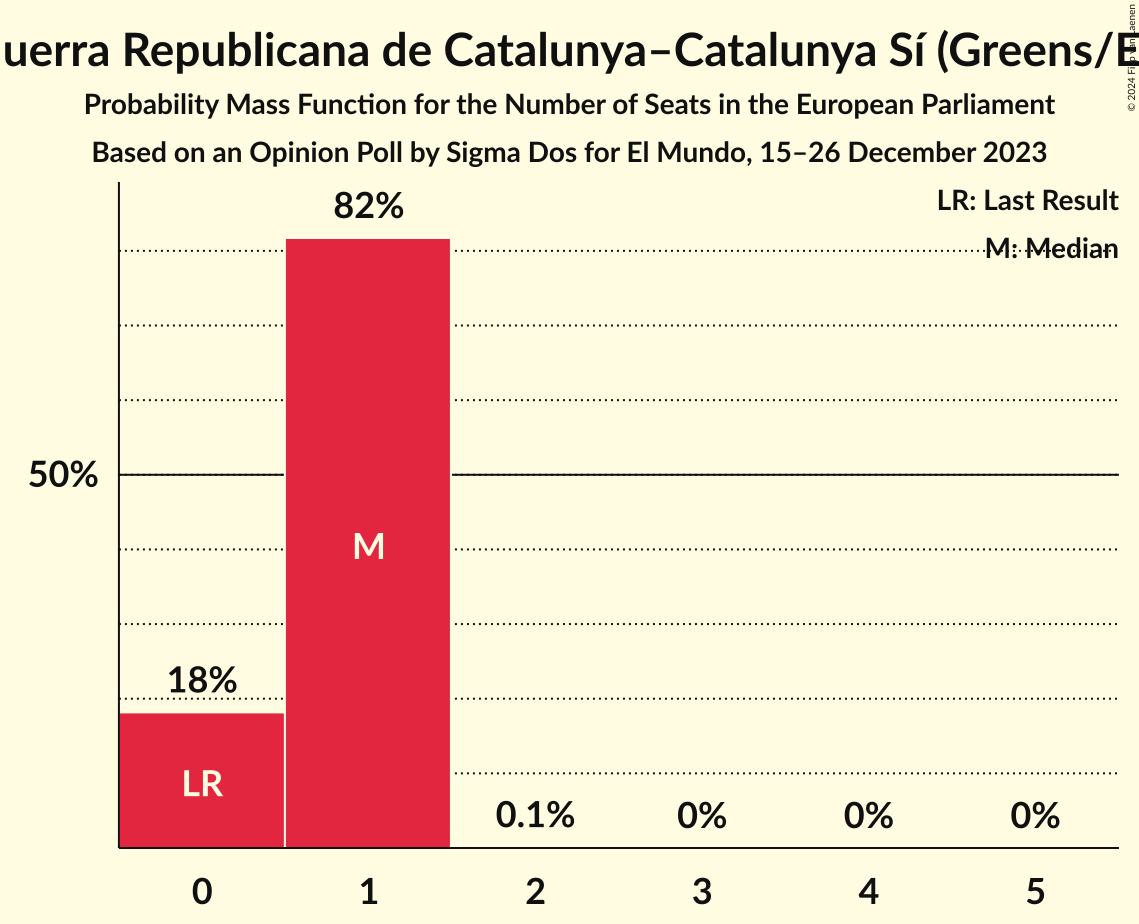 uerra Republicana de Catalunya–Catalunya Sí (Greens/E
Probability Mass Function for the Number of Seats in the European Parliament
Based on an Opinion Poll by Sigma Dos for El Mundo, 15–26 December 2023
© 2024 Filip van Laenen
LR: Last Result
M: Median
82%
50%
M
18%
LR
0.1%
0%
0%
0%
0 1 2 3 4 5